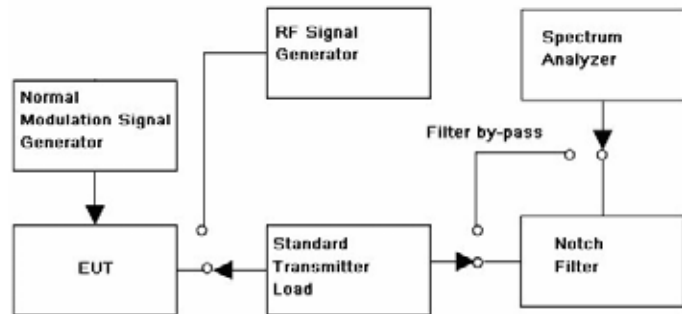 RF Signal
Generator
Spectrum
Analyzer
Normal
Modulation Signal
Generator
Filter by-pass
EUT
Standard
Transmitter
Load
Notch
Filter